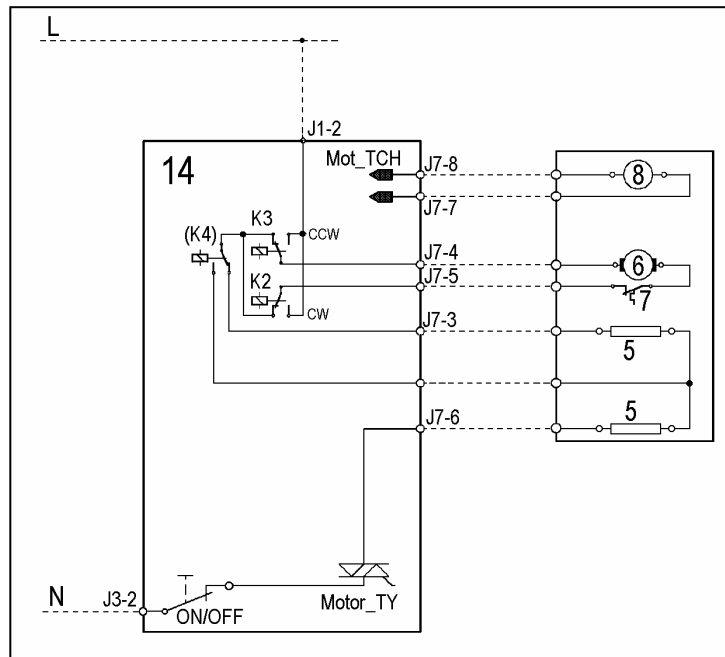 L
J1-2
14
Mot_TCH
J7-8
8
J7-7
K3
CCW
(K4)
J7-4
6
K2
J7-5
7
CW
J7-3
5
J7-6
5
N
J3-2
ON/OFF
Motor_TY